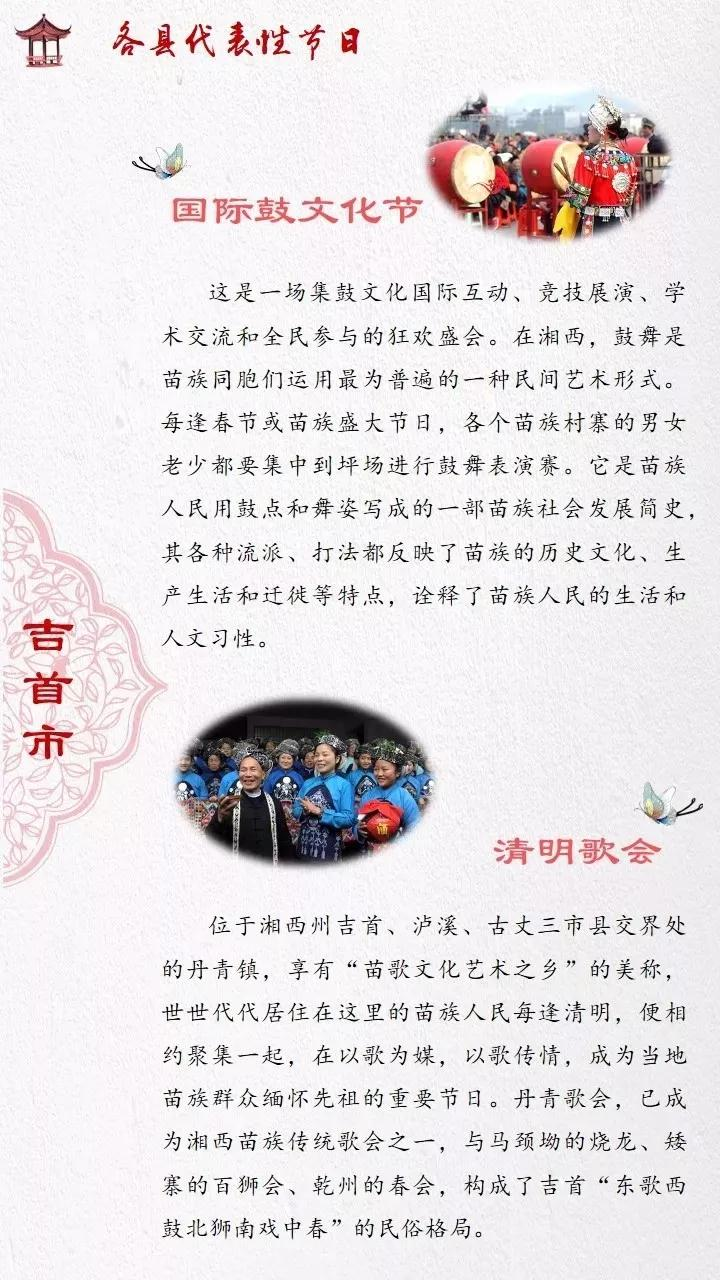 各县代表性节日
国际鼓文化节
这是一场集鼓文化国际互动、竞技展演、学
术交流和全民参与的狂欢盛会。在湘西，鼓舞是
苗族同胞们运用最为普遍的一种民间艺术形式。
每逢春节或苗族盛大节日，各个苗族村寨的男女
老少都要集中到坪场进行鼓舞表演赛。它是苗族
人民用鼓点和舞姿写成的一部苗族社会发展简史，
其各种流派、打法都反映了苗族的历史文化、生
产生活和迁徙等特点，诠释了苗族人民的生活和
人文习性。
吉首市
清明歌会
位于湘西州吉首、泸溪、古丈三市县交界处
的丹青镇，享有“苗歌文化艺术之乡”的美称，
世世代代居住在这里的苗族人民每逢清明，便相
约聚集一起，在以歌为媒，以歌传情，成为当地
苗族群众缅怀先祖的重要节日。丹青歌会，已成
为湘西苗族传统歌会之一，与马颈坳的烧龙、矮
寨的百狮会、乾州的春会，构成了吉首“东歌西
鼓北狮南戏中春”的民俗格局。